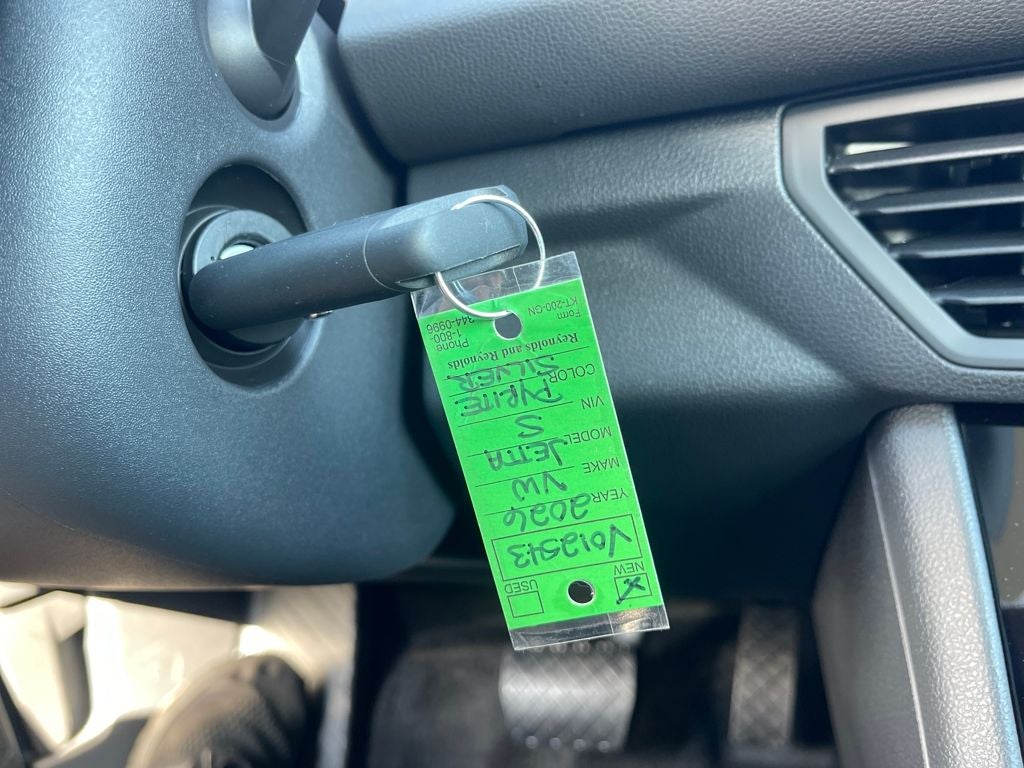 NEW USED
V012543
YEAR 2026
MAKE VW
MODEL JETTA
S
VIN PYRITE
COLOR SILVER
Reynolds and Reynolds
Form KT-200-GN
Phone 1-800-344-0996